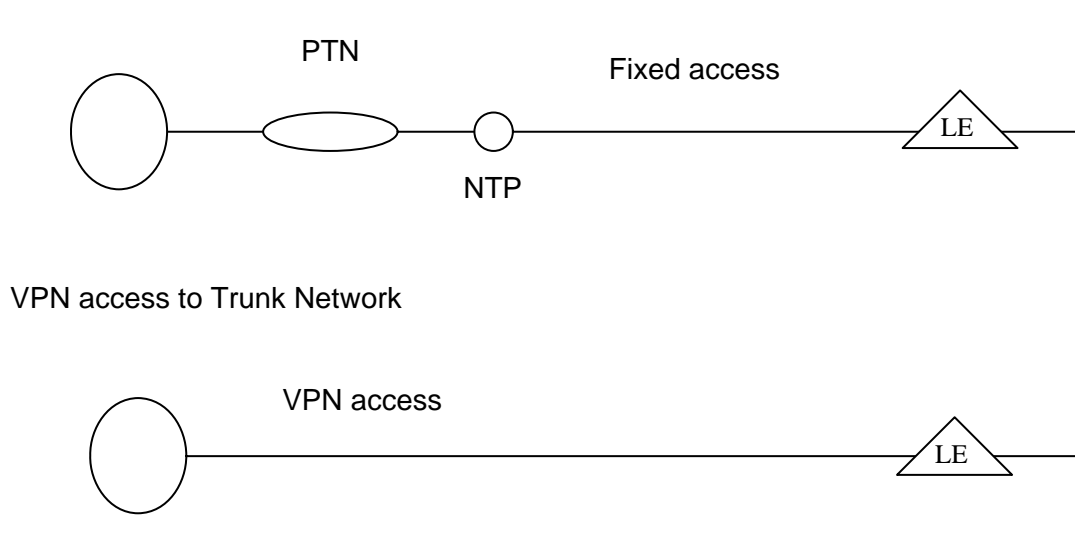 PTN
Fixed access
LE
NTP
VPN access to Trunk Network
VPN access
LE